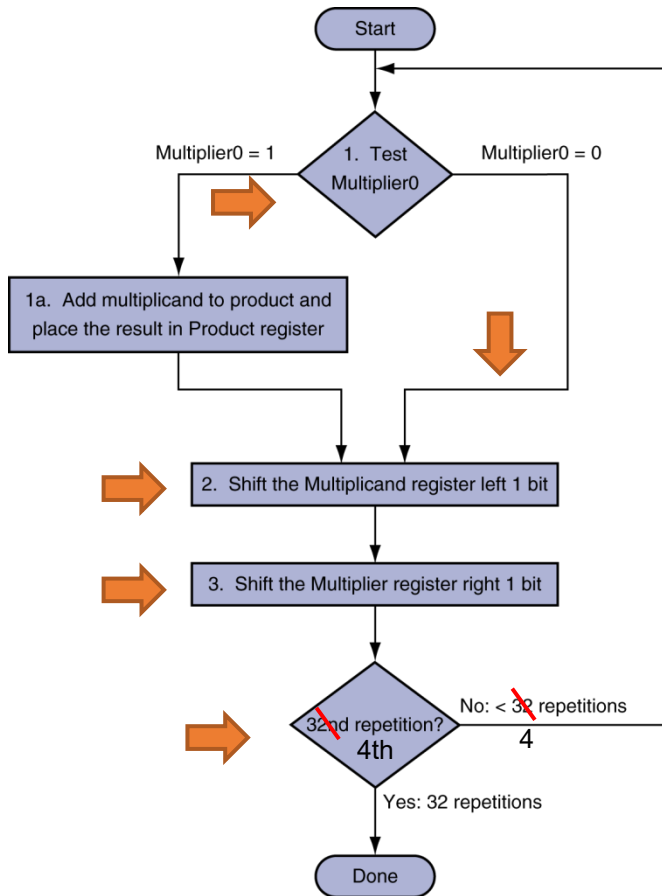 Start
Multiplier0 = 1
1. Test
Multiplier0
Multiplier0 = 0
1a. Add multiplicand to product and
place the result in Product register
2. Shift the Multiplicand register left 1 bit
3. Shift the Multiplier register right 1 bit
32nd repetition?
4th
No: < 32 repetitions
4
Yes: 32 repetitions
Done